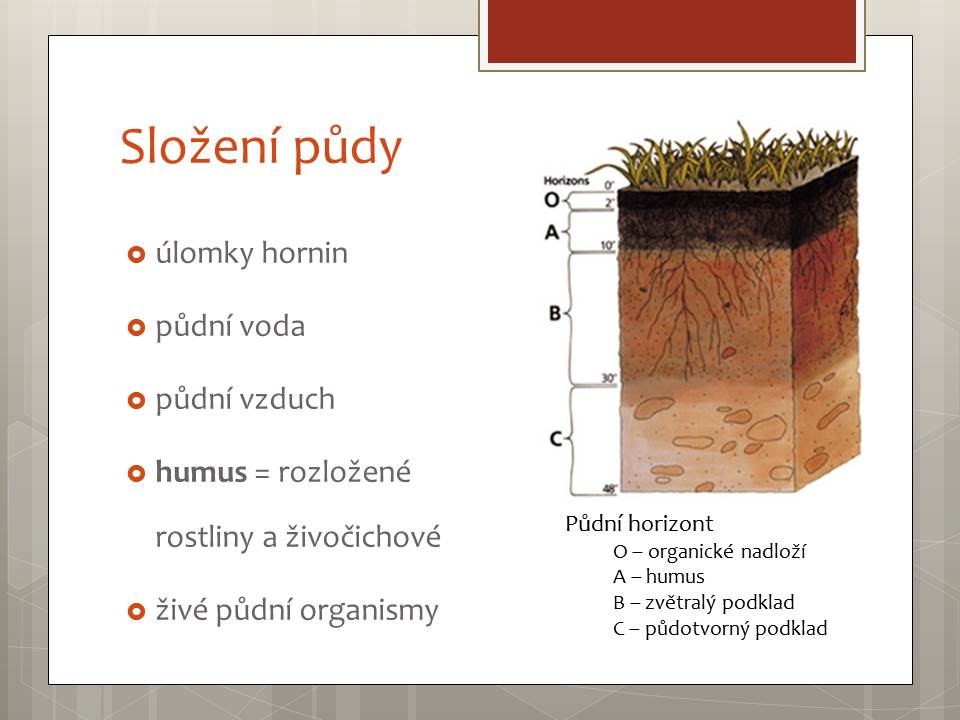 Složení půdy
úlomky hornin
půdní voda
půdní vzduch
humus = rozložené
rostliny a živočichové
živé půdní organismy
Horizons
0"
O
2"
A
10"
B
30"
C
48"
Půdní horizont
O – organické nadloží
A – humus
B – zvětralý podklad
C – půdotvorný podklad